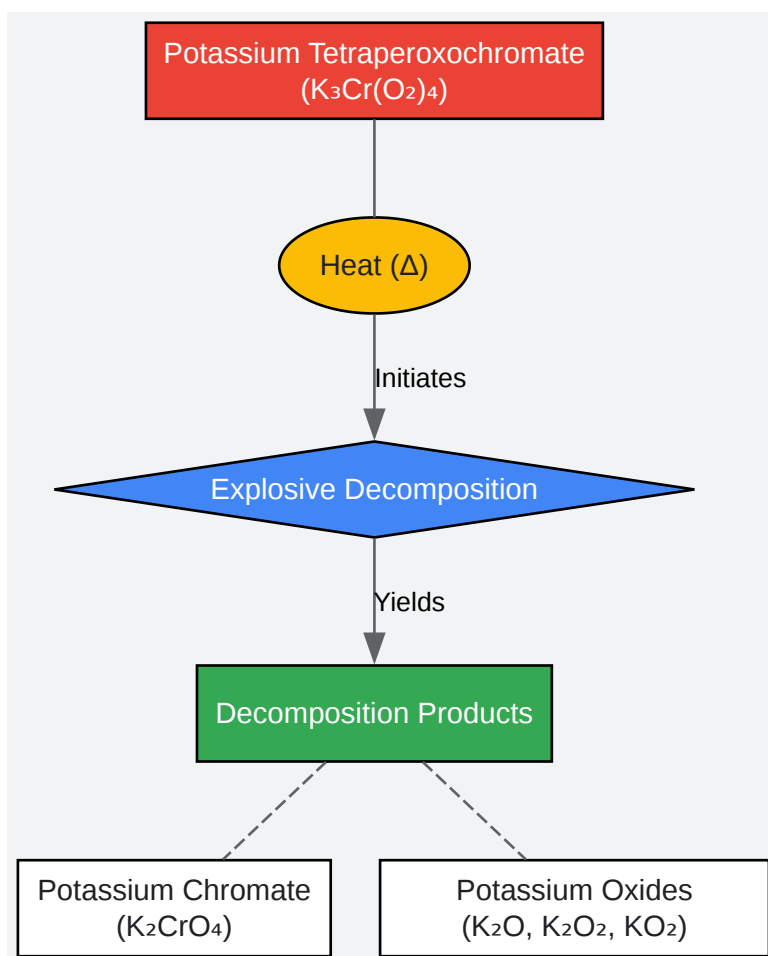 Potassium Tetraperoxochromate
(K₃Cr(O₂)₄)
Heat (Δ)
Initiates
Explosive Decomposition
Yields
Decomposition Products
Potassium Chromate
(K₂CrO₄)
Potassium Oxides
(K₂O, K₂O₂, KO₂)